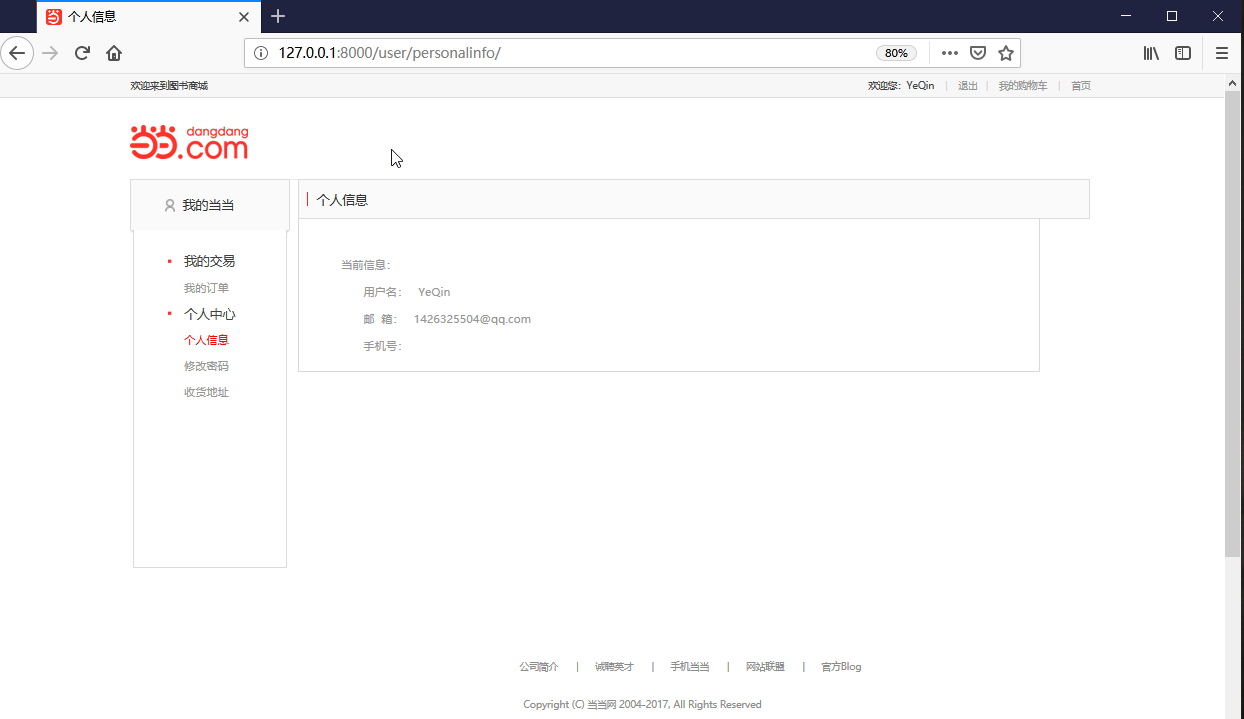 个人信息
127.0.0.1:8000/user/personalinfo/
80%
欢迎来到图书商城
欢迎您：YeQin | 退出 | 我的购物车 | 首页
当当.dangdang
com
我的当当
个人信息
我的交易
我的订单
个人中心
个人信息
修改密码
收货地址
当前信息：
用户名： YeQin
邮 箱： 1426325504@qq.com
手机号：
公司简介 | 诚聘英才 | 手机当当 | 网站联盟 | 官方Blog
Copyright (C) 当当网 2004-2017, All Rights Reserved